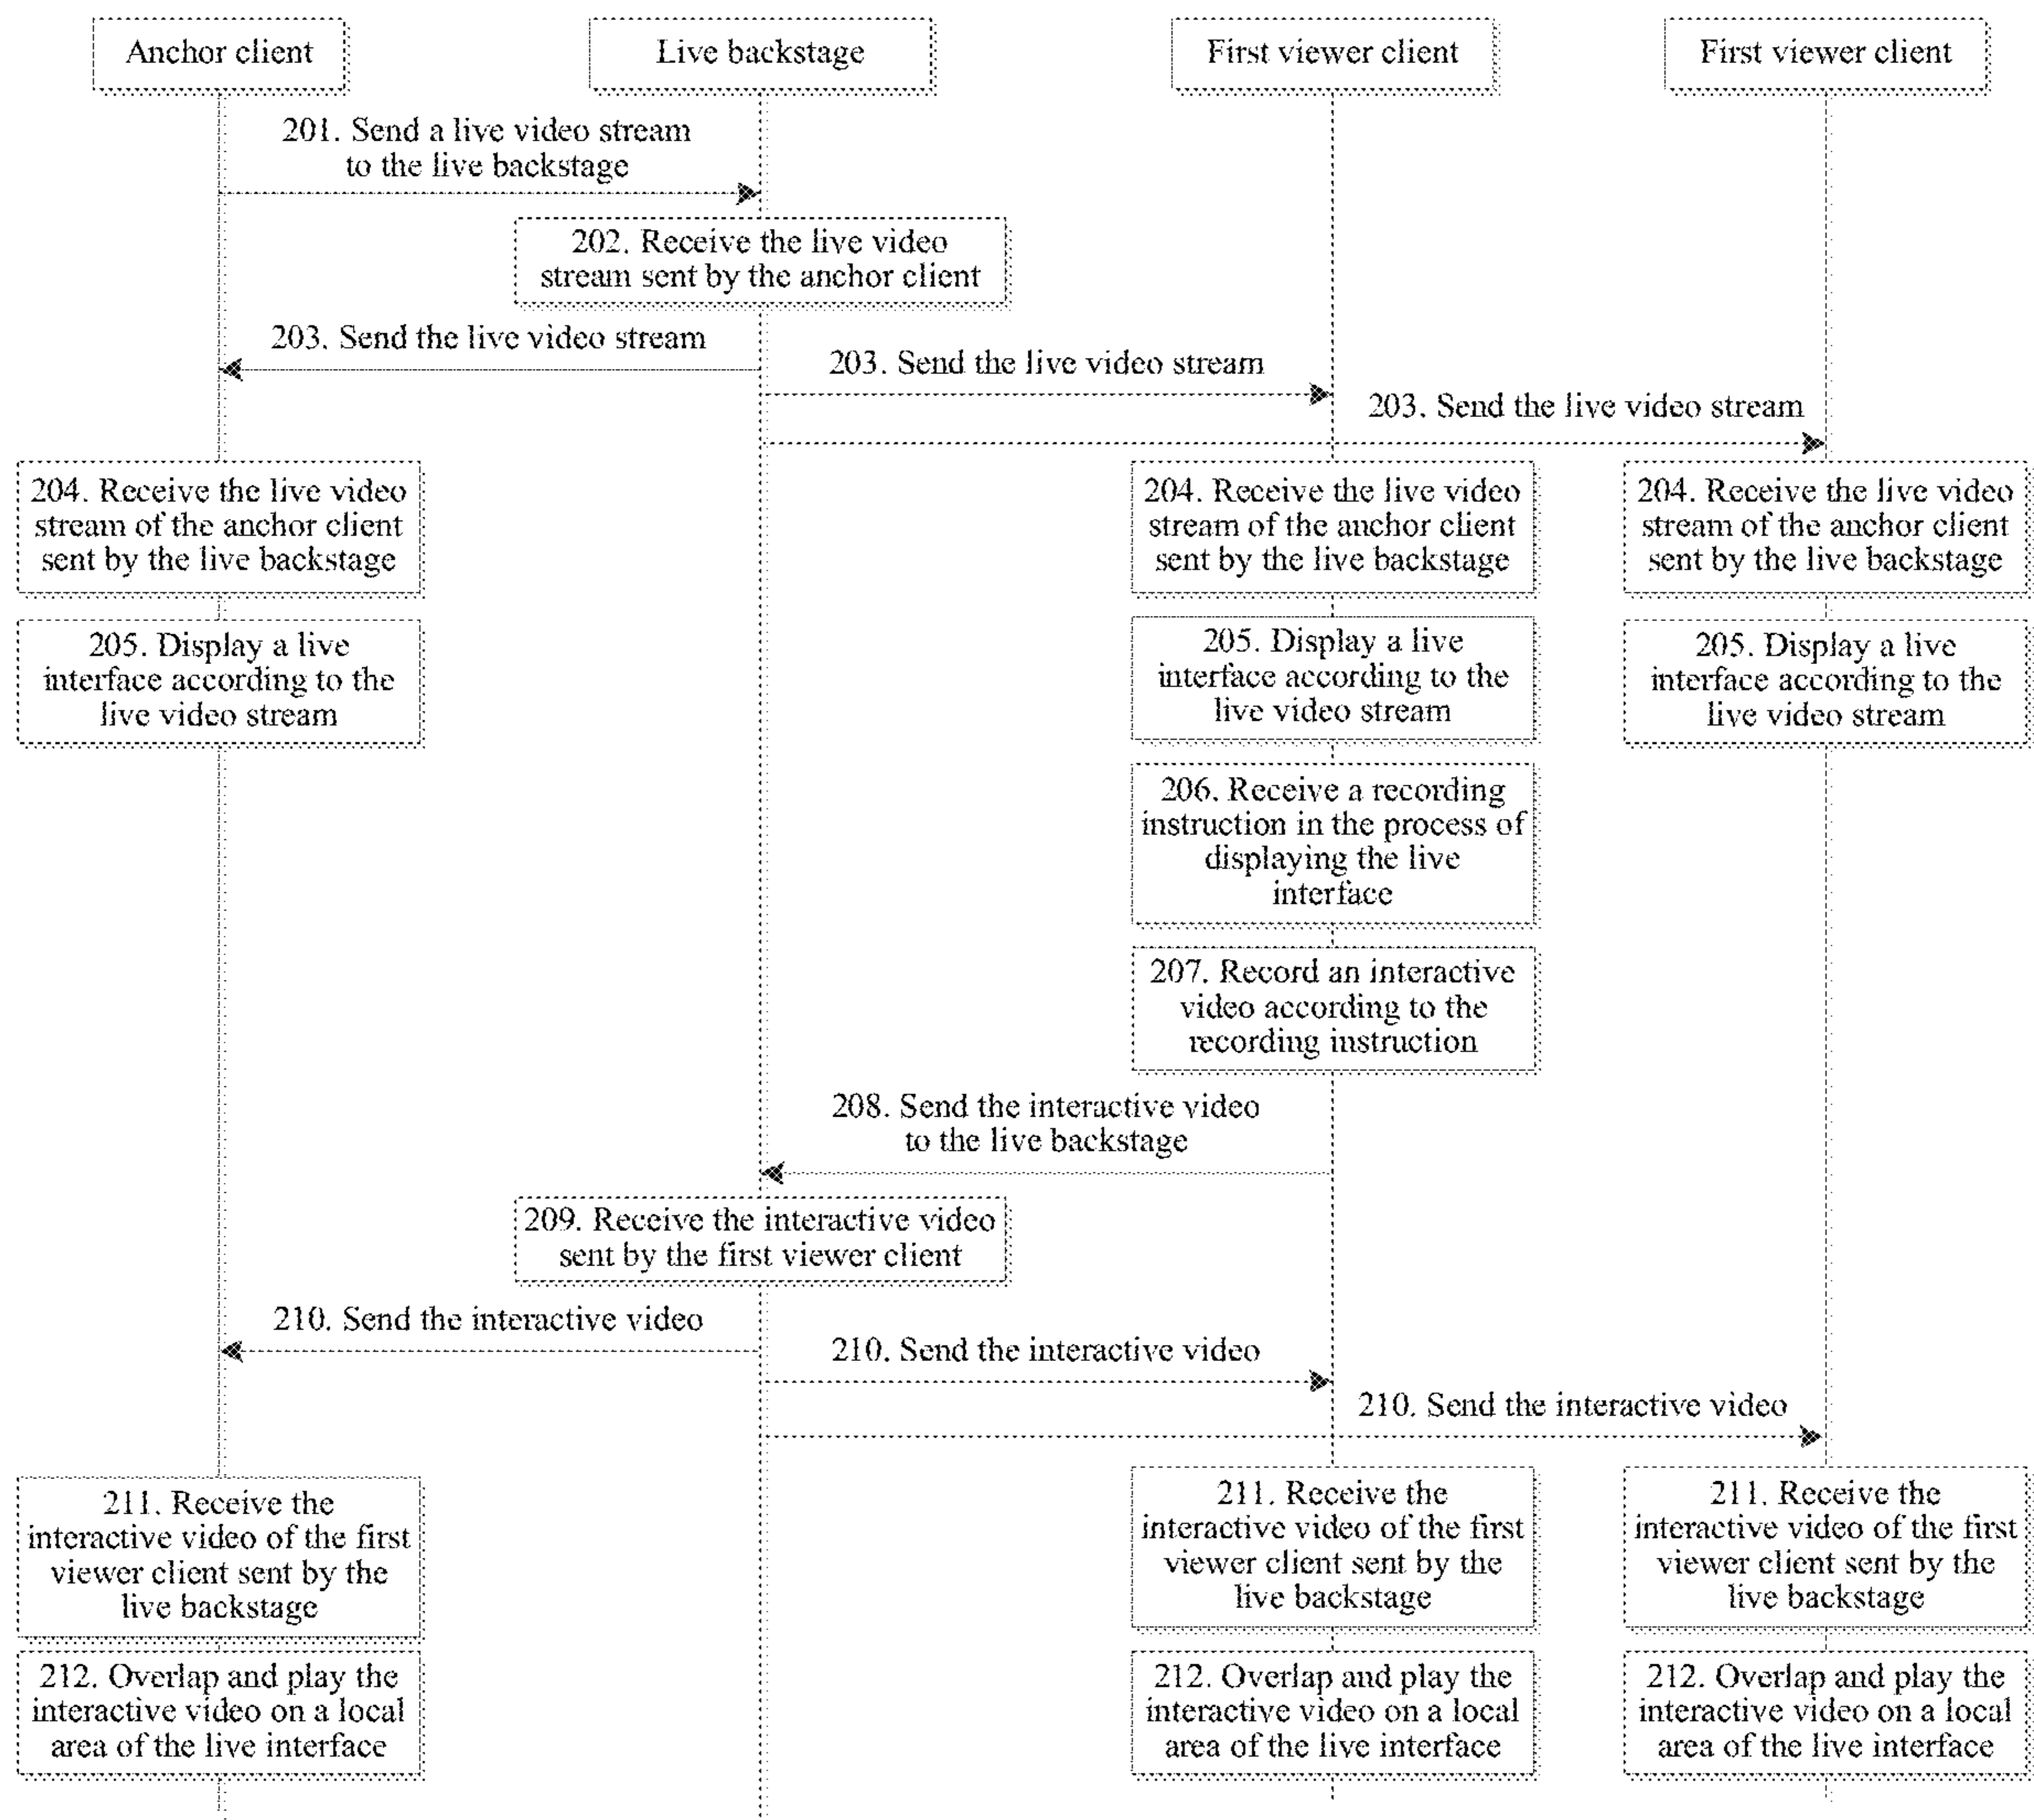 Anchor client
Live backstage
First viewer client
First viewer client
201. Send a live video stream
to the live backstage
202. Receive the live video
stream sent by the anchor client
203. Send the live video stream
203. Send the live video stream
203. Send the live video stream
204. Receive the live video
stream of the anchor client
sent by the live backstage
204. Receive the live video
stream of the anchor client
sent by the live backstage
204. Receive the live video
stream of the anchor client
sent by the live backstage
205. Display a live
interface according to the
live video stream
205. Display a live
interface according to the
live video stream
205. Display a live
interface according to the
live video stream
206. Receive a recording
instruction in the process of
displaying the live
interface
207. Record an interactive
video according to the
recording instruction
208. Send the interactive video
to the live backstage
209. Receive the interactive video
sent by the first viewer client
210. Send the interactive video
210. Send the interactive video
210. Send the interactive video
211. Receive the
interactive video of the first
viewer client sent by the
live backstage
211. Receive the
interactive video of the first
viewer client sent by the
live backstage
211. Receive the
interactive video of the first
viewer client sent by the
live backstage
212. Overlap and play the
interactive video on a local
area of the live interface
212. Overlap and play the
interactive video on a local
area of the live interface
212. Overlap and play the
interactive video on a local
area of the live interface